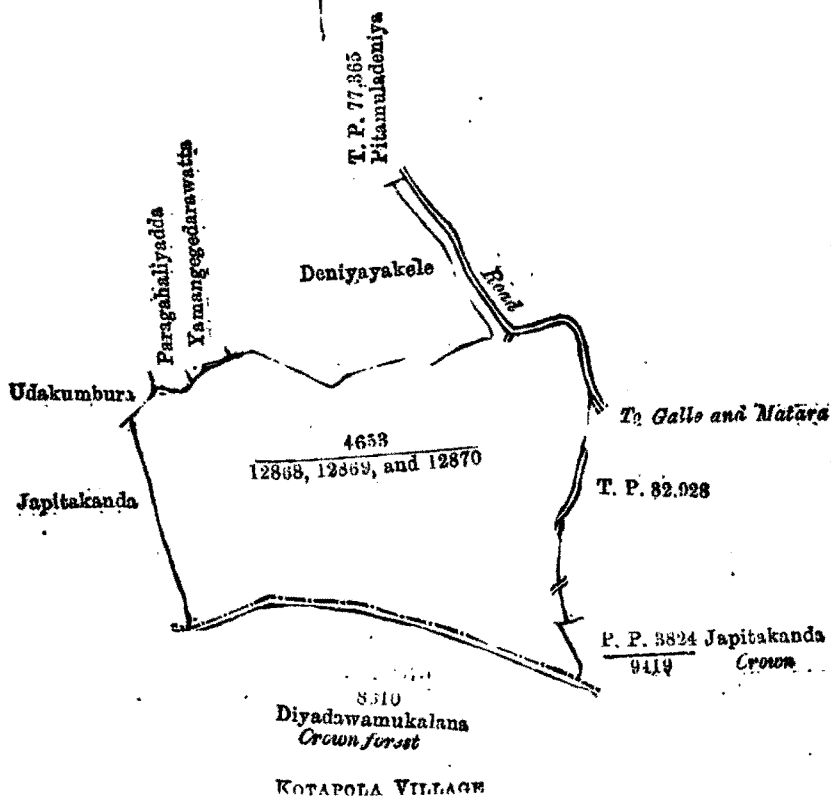 T. P. 77,365
Pitamuladeniya
Paragahaliyadda
Yamangegedarawatta
Deniyayakele
Road
Udakumbura
To Galle and Matara
4653
12868, 12869, and 12870
Japitakanda
T. P. 82,928
P. P. 3824 Japitakanda
9419 Crown
Diyadawamukalana
Crown forest
KOTAPOLA VILLAGE